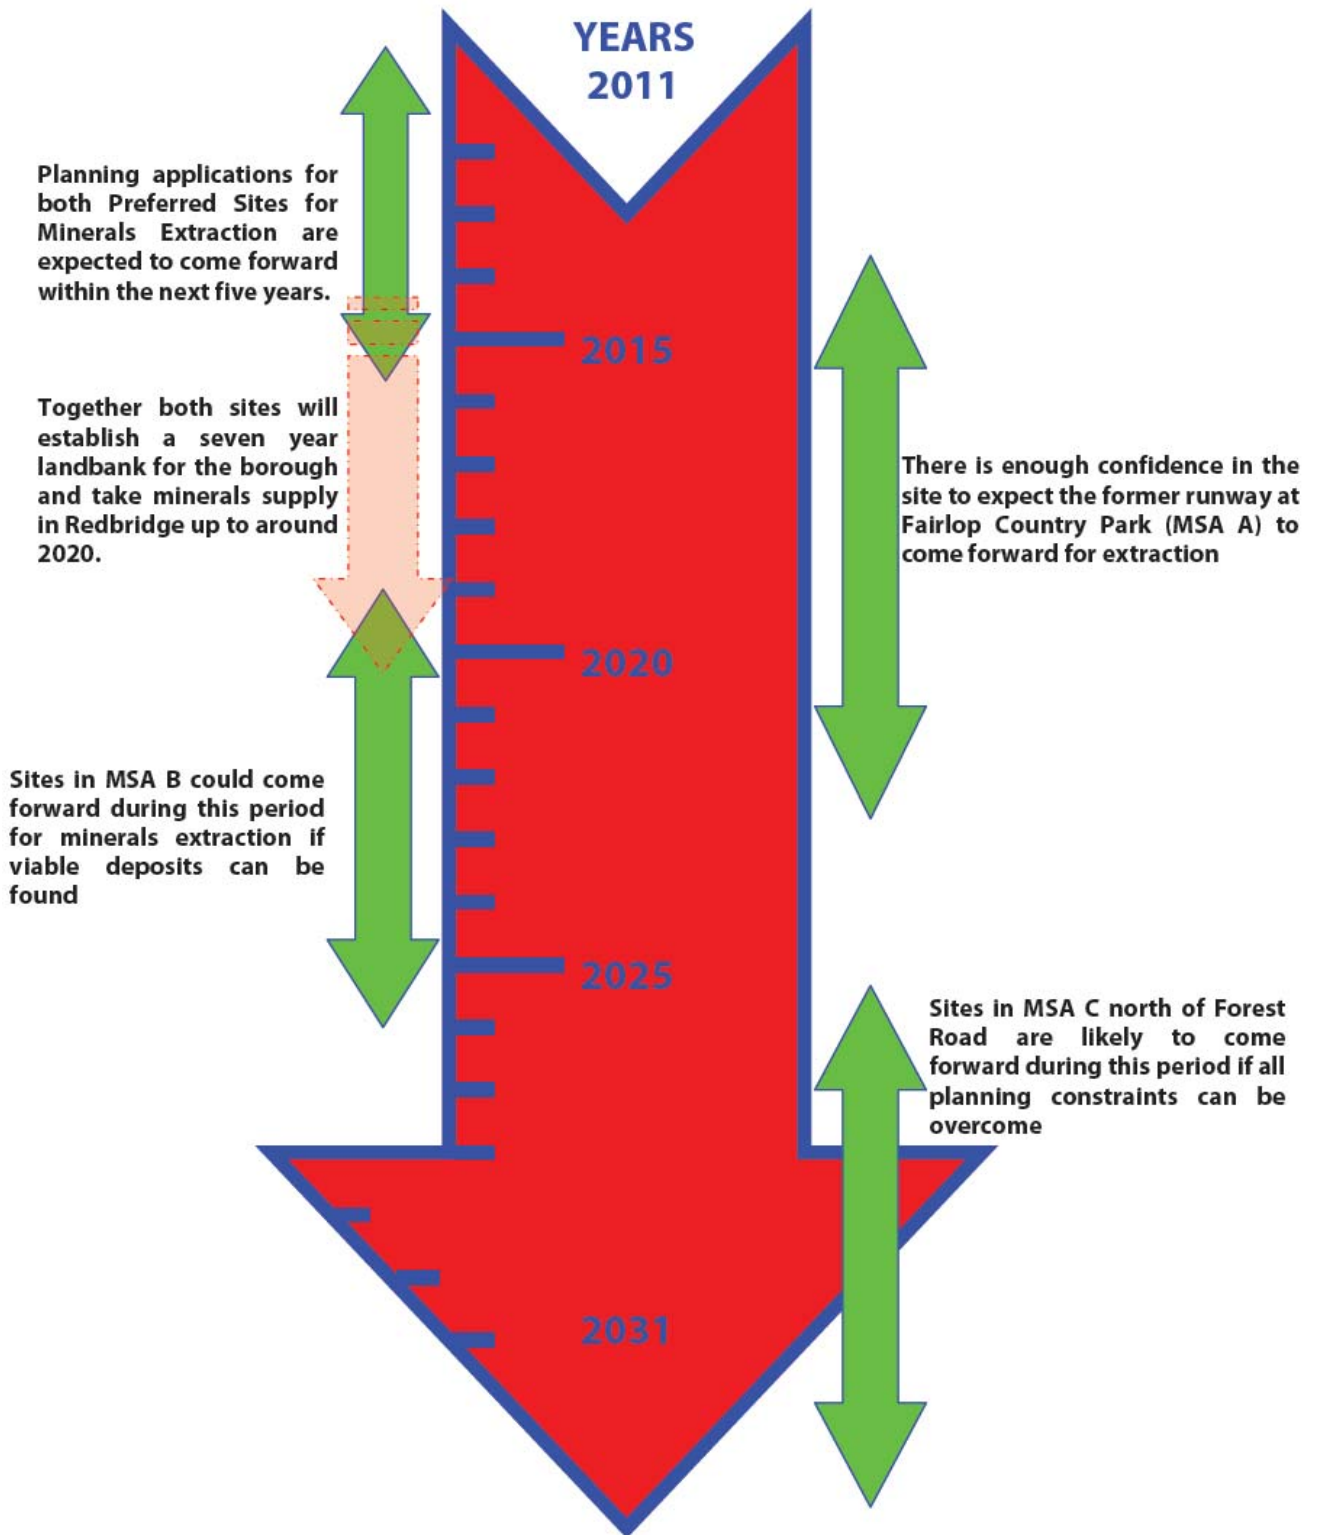 YEARS
2011
Planning applications for
both Preferred Sites for
Minerals Extraction are
expected to come forward
within the next five years.
2015
Together both sites will
establish a seven year
landbank for the borough
and take minerals supply
in Redbridge up to around
2020.
There is enough confidence in the
site to expect the former runway at
Fairlop Country Park (MSA A) to
come forward for extraction
2020
Sites in MSA B could come
forward during this period
for minerals extraction if
viable deposits can be
found
2025
Sites in MSA C north of Forest
Road are likely to come
forward during this period if all
planning constraints can be
overcome
2031